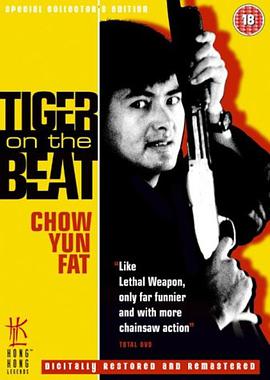 SPECIAL COLLECTOR'S EDITION
18
TIGER
on the
BEAT
CHOW
YUN
FAT
"Like
Lethal Weapon,
only far funnier
and with more
chainsaw action"
TOTAL DVD
HK
HONG
KONG
LEGENDS
DIGITALLY RESTORED AND REMASTERED